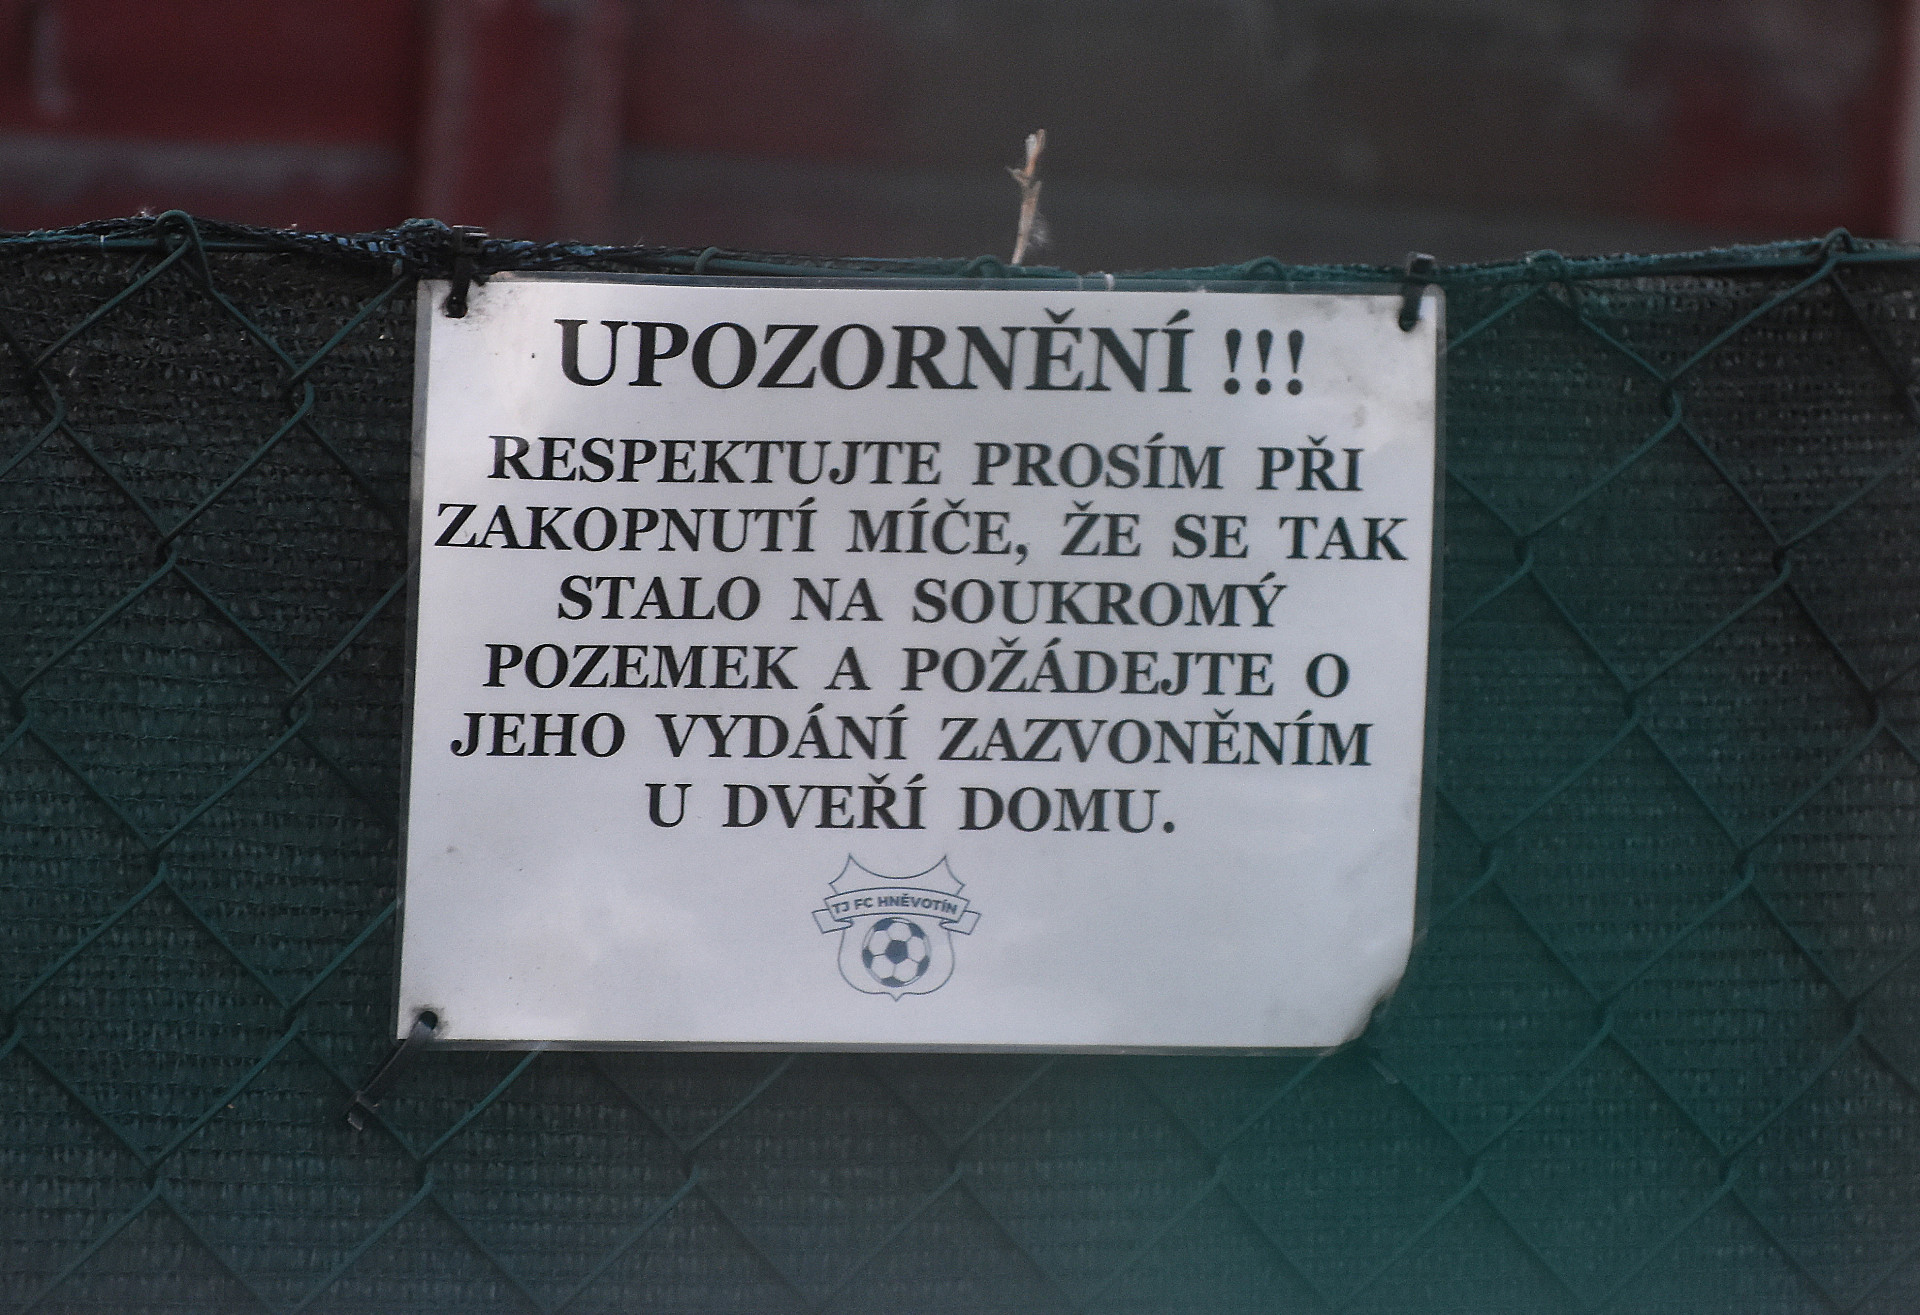 UPOZORNĚNÍ !!!
RESPEKTUJTE PROSÍM PŘI
ZAKOPNUTÍ MÍČE, ŽE SE TAK
STALO NA SOUKROMÝ
POZEMEK A POŽÁDEJTE O
JEHO VYDÁNÍ ZAZVONĚNÍM
U DVEŘÍ DOMU.
TJ FC HNĚVOTÍN